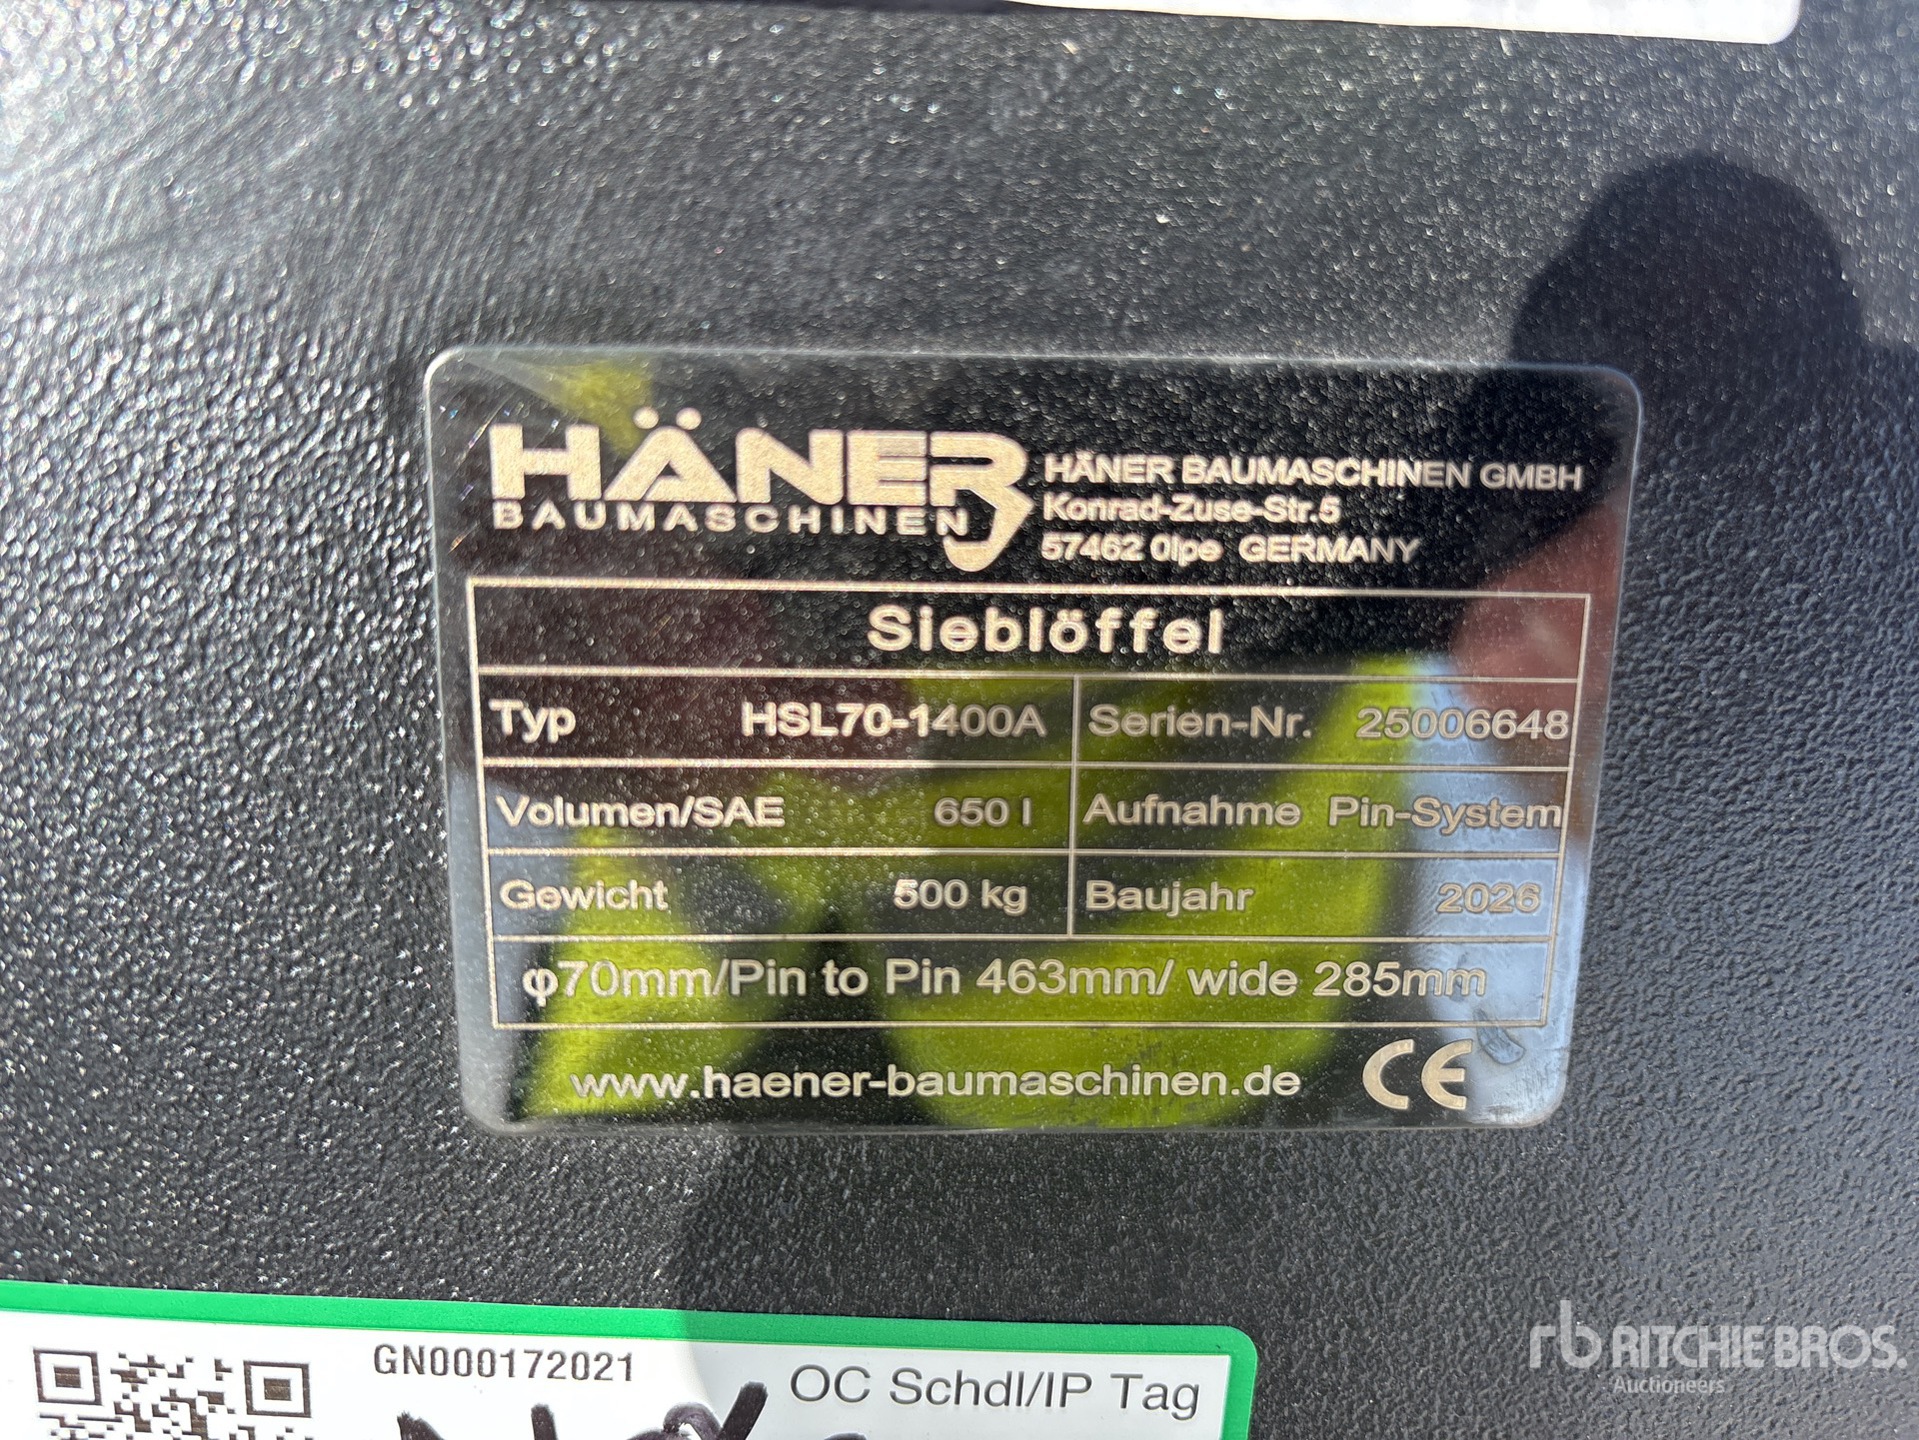 HÄNER
BAUMASCHINEN
HÄNER BAUMASCHINEN GMBH
Konrad-Zuse-Str.5
57462 Olpe GERMANY
Sieblöffel
Typ HSL70-1400A Serien-Nr. 25006648
Volumen/SAE 650 l Aufnahme Pin-System
Gewicht 500 kg Baujahr 2026
φ70mm/Pin to Pin 463mm/ wide 285mm
www.haener-baumaschinen.de CE
GN000172021
OC Schdl/IP Tag
rb RITCHIE BROS.
Auctioneers